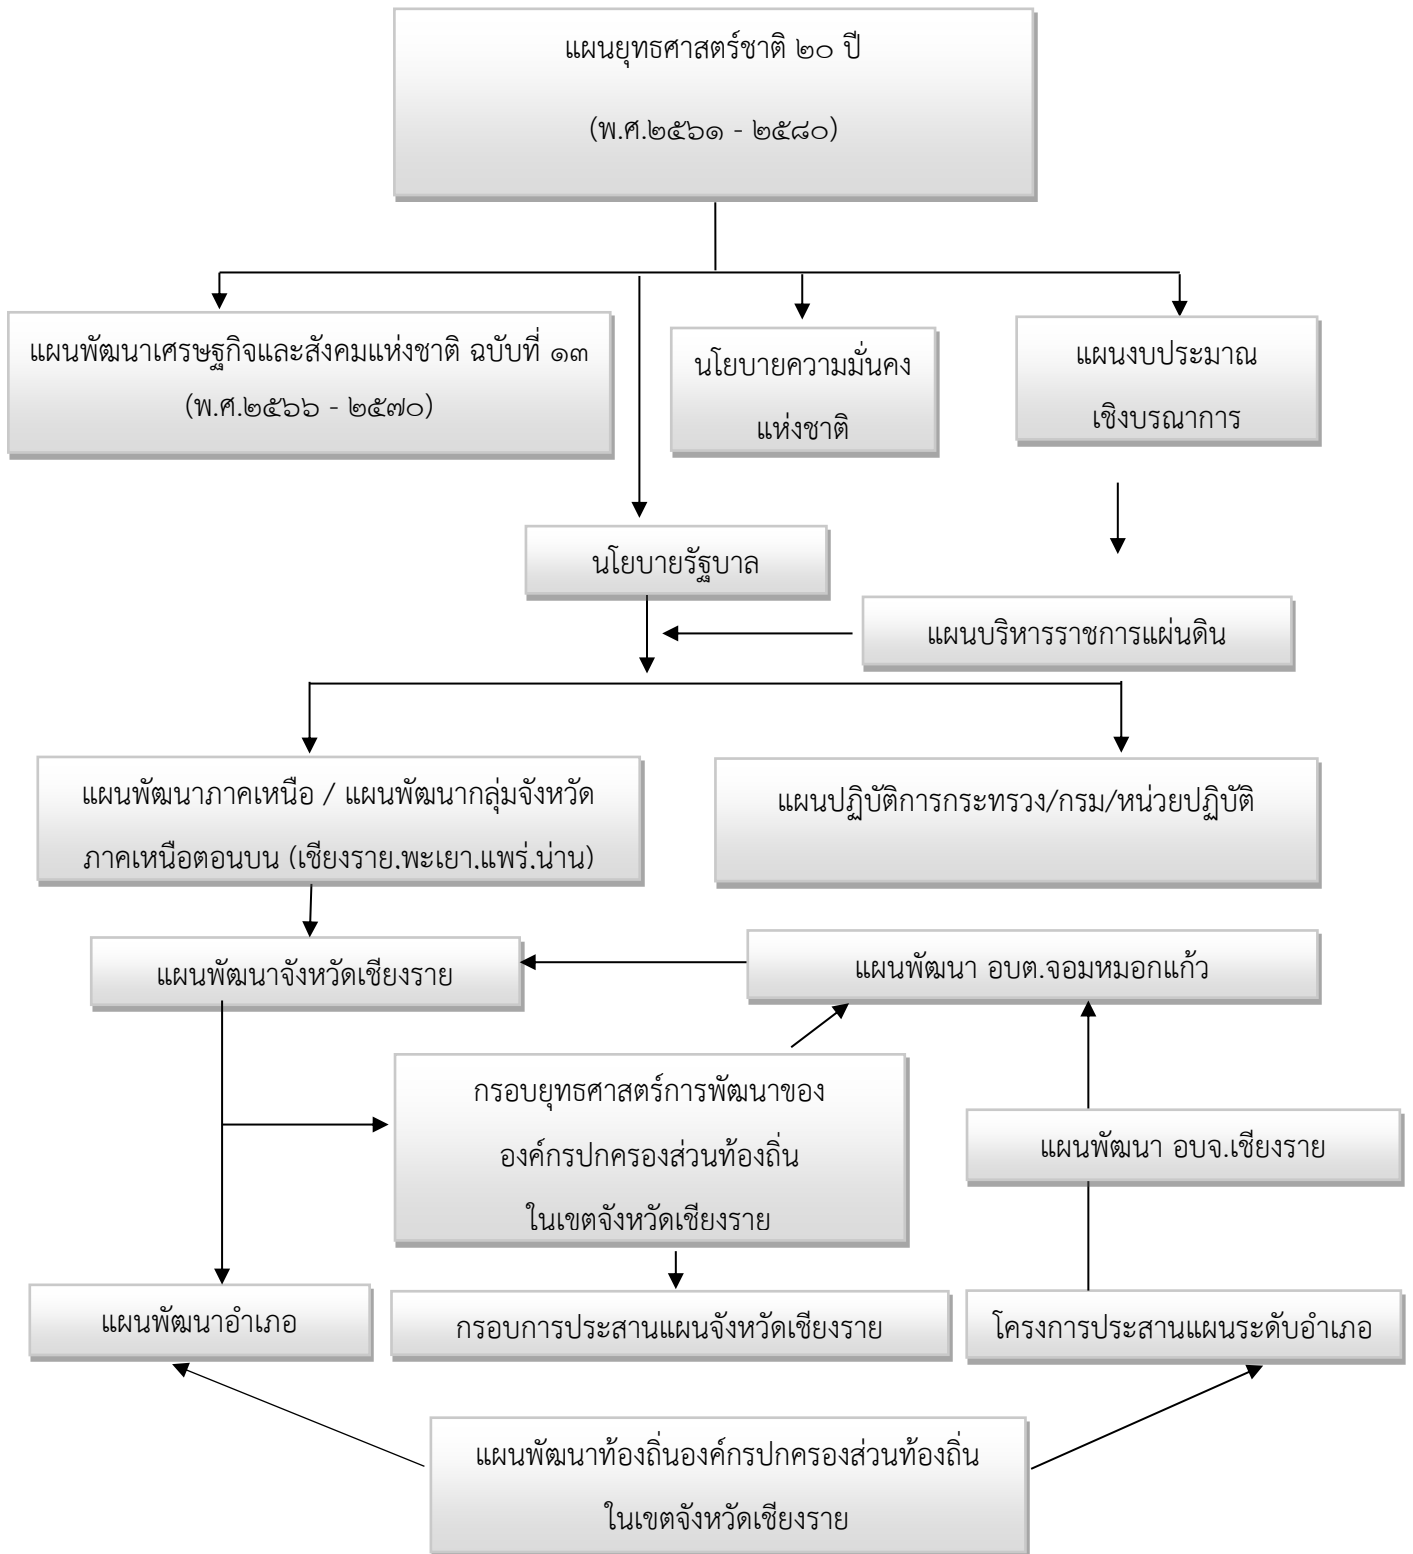 แผนยุทธศาสตร์ชาติ ๒๐ ปี
(พ.ศ.๒๕๖๑ - ๒๕๘๐)
แผนพัฒนาเศรษฐกิจและสังคมแห่งชาติ ฉบับที่ ๑๓
(พ.ศ.๒๕๖๖ - ๒๕๗๐)
นโยบายความมั่นคง
แห่งชาติ
แผนงบประมาณ
เชิงบรณาการ
นโยบายรัฐบาล
แผนบริหารราชการแผ่นดิน
แผนพัฒนาภาคเหนือ / แผนพัฒนากลุ่มจังหวัด
ภาคเหนือตอนบน (เชียงราย.พะเยา.แพร่.น่าน)
แผนปฏิบัติการกระทรวง/กรม/หน่วยปฏิบัติ
แผนพัฒนาจังหวัดเชียงราย
แผนพัฒนา อบต.จอมหมอกแก้ว
กรอบยุทธศาสตร์การพัฒนาของ
องค์กรปกครองส่วนท้องถิ่น
ในเขตจังหวัดเชียงราย
แผนพัฒนา อบจ.เชียงราย
แผนพัฒนาอำเภอ
กรอบการประสานแผนจังหวัดเชียงราย
โครงการประสานแผนระดับอำเภอ
แผนพัฒนาท้องถิ่นองค์กรปกครองส่วนท้องถิ่น
ในเขตจังหวัดเชียงราย